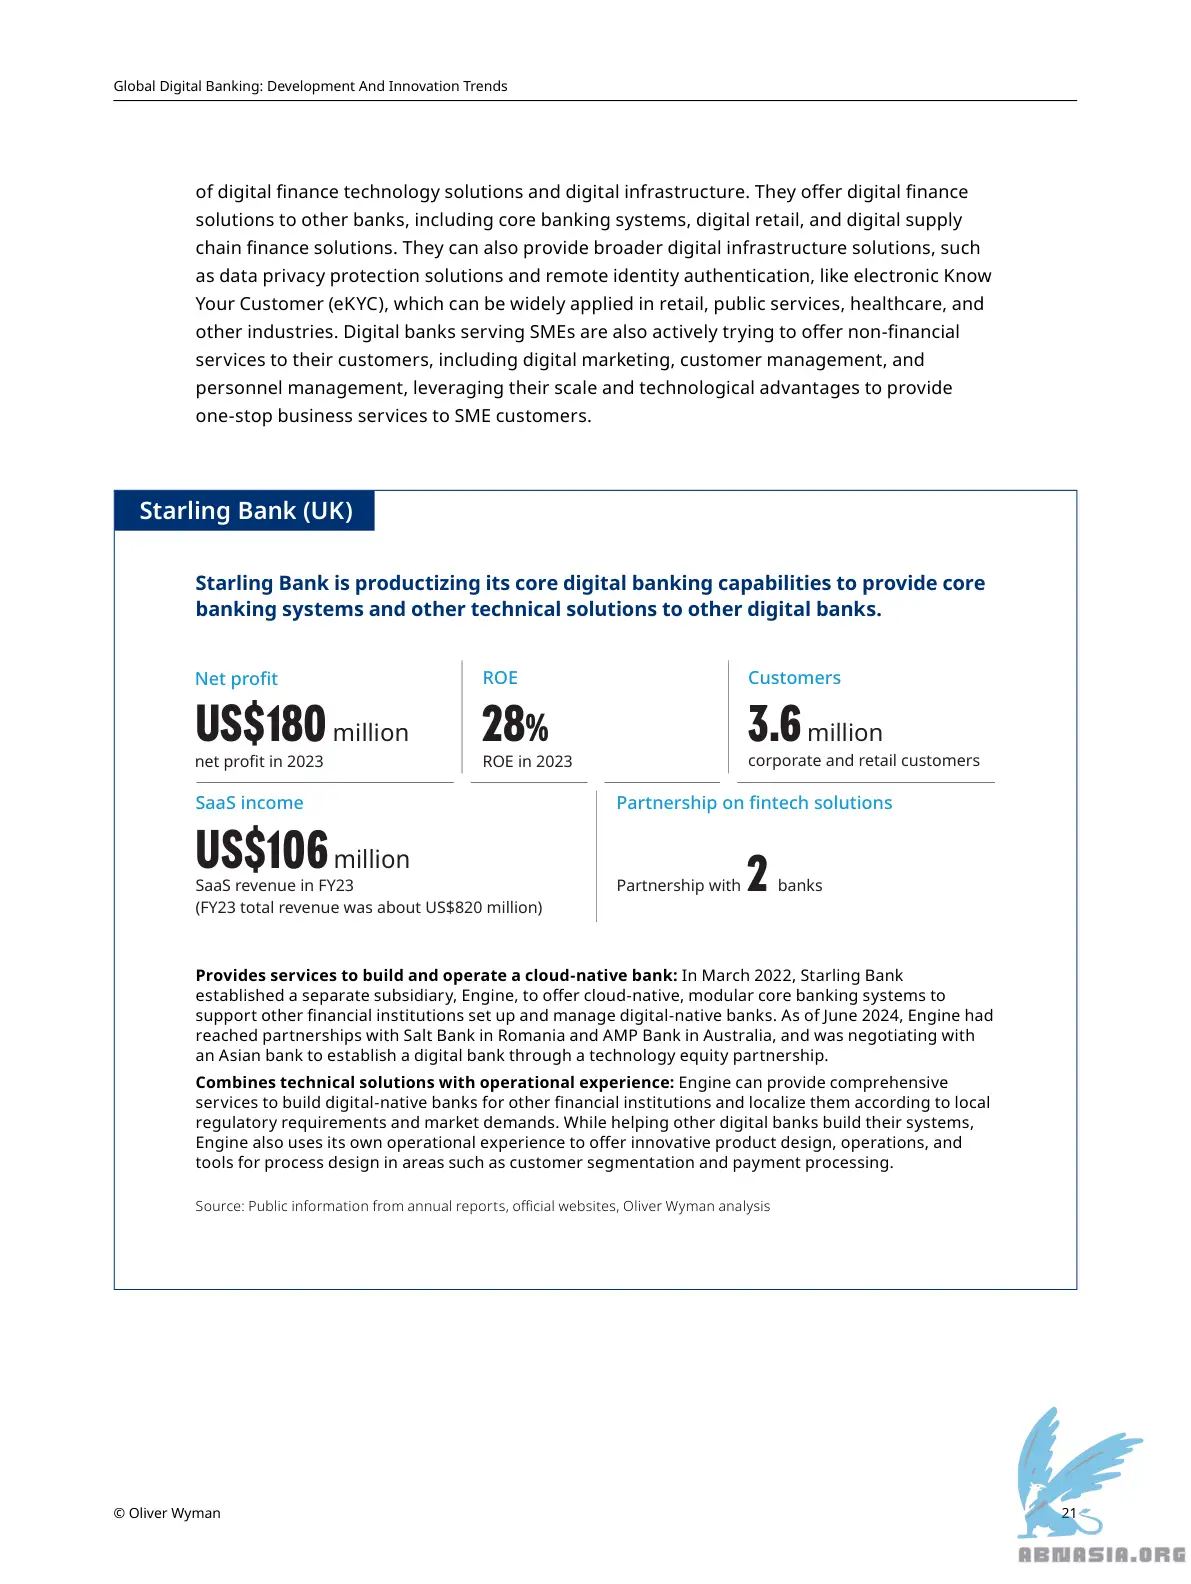 Global Digital Banking: Development And Innovation Trends
of digital finance technology solutions and digital infrastructure. They offer digital finance
solutions to other banks, including core banking systems, digital retail, and digital supply
chain finance solutions. They can also provide broader digital infrastructure solutions, such
as data privacy protection solutions and remote identity authentication, like electronic Know
Your Customer (eKYC), which can be widely applied in retail, public services, healthcare, and
other industries. Digital banks serving SMEs are also actively trying to offer non-financial
services to their customers, including digital marketing, customer management, and
personnel management, leveraging their scale and technological advantages to provide
one-stop business services to SME customers.
Starling Bank (UK)
Starling Bank is productizing its core digital banking capabilities to provide core
banking systems and other technical solutions to other digital banks.
Net profit
US$180 million
net profit in 2023
ROE
28%
ROE in 2023
Customers
3.6 million
corporate and retail customers
SaaS income
US$106 million
SaaS revenue in FY23
(FY23 total revenue was about US$820 million)
Partnership on fintech solutions
Partnership with 2 banks
Provides services to build and operate a cloud-native bank: In March 2022, Starling Bank
established a separate subsidiary, Engine, to offer cloud-native, modular core banking systems to
support other financial institutions set up and manage digital-native banks. As of June 2024, Engine had
reached partnerships with Salt Bank in Romania and AMP Bank in Australia, and was negotiating with
an Asian bank to establish a digital bank through a technology equity partnership.
Combines technical solutions with operational experience: Engine can provide comprehensive
services to build digital-native banks for other financial institutions and localize them according to local
regulatory requirements and market demands. While helping other digital banks build their systems,
Engine also uses its own operational experience to offer innovative product design, operations, and
tools for process design in areas such as customer segmentation and payment processing.
Source: Public information from annual reports, official websites, Oliver Wyman analysis
© Oliver Wyman
21
ABNASIA.ORG